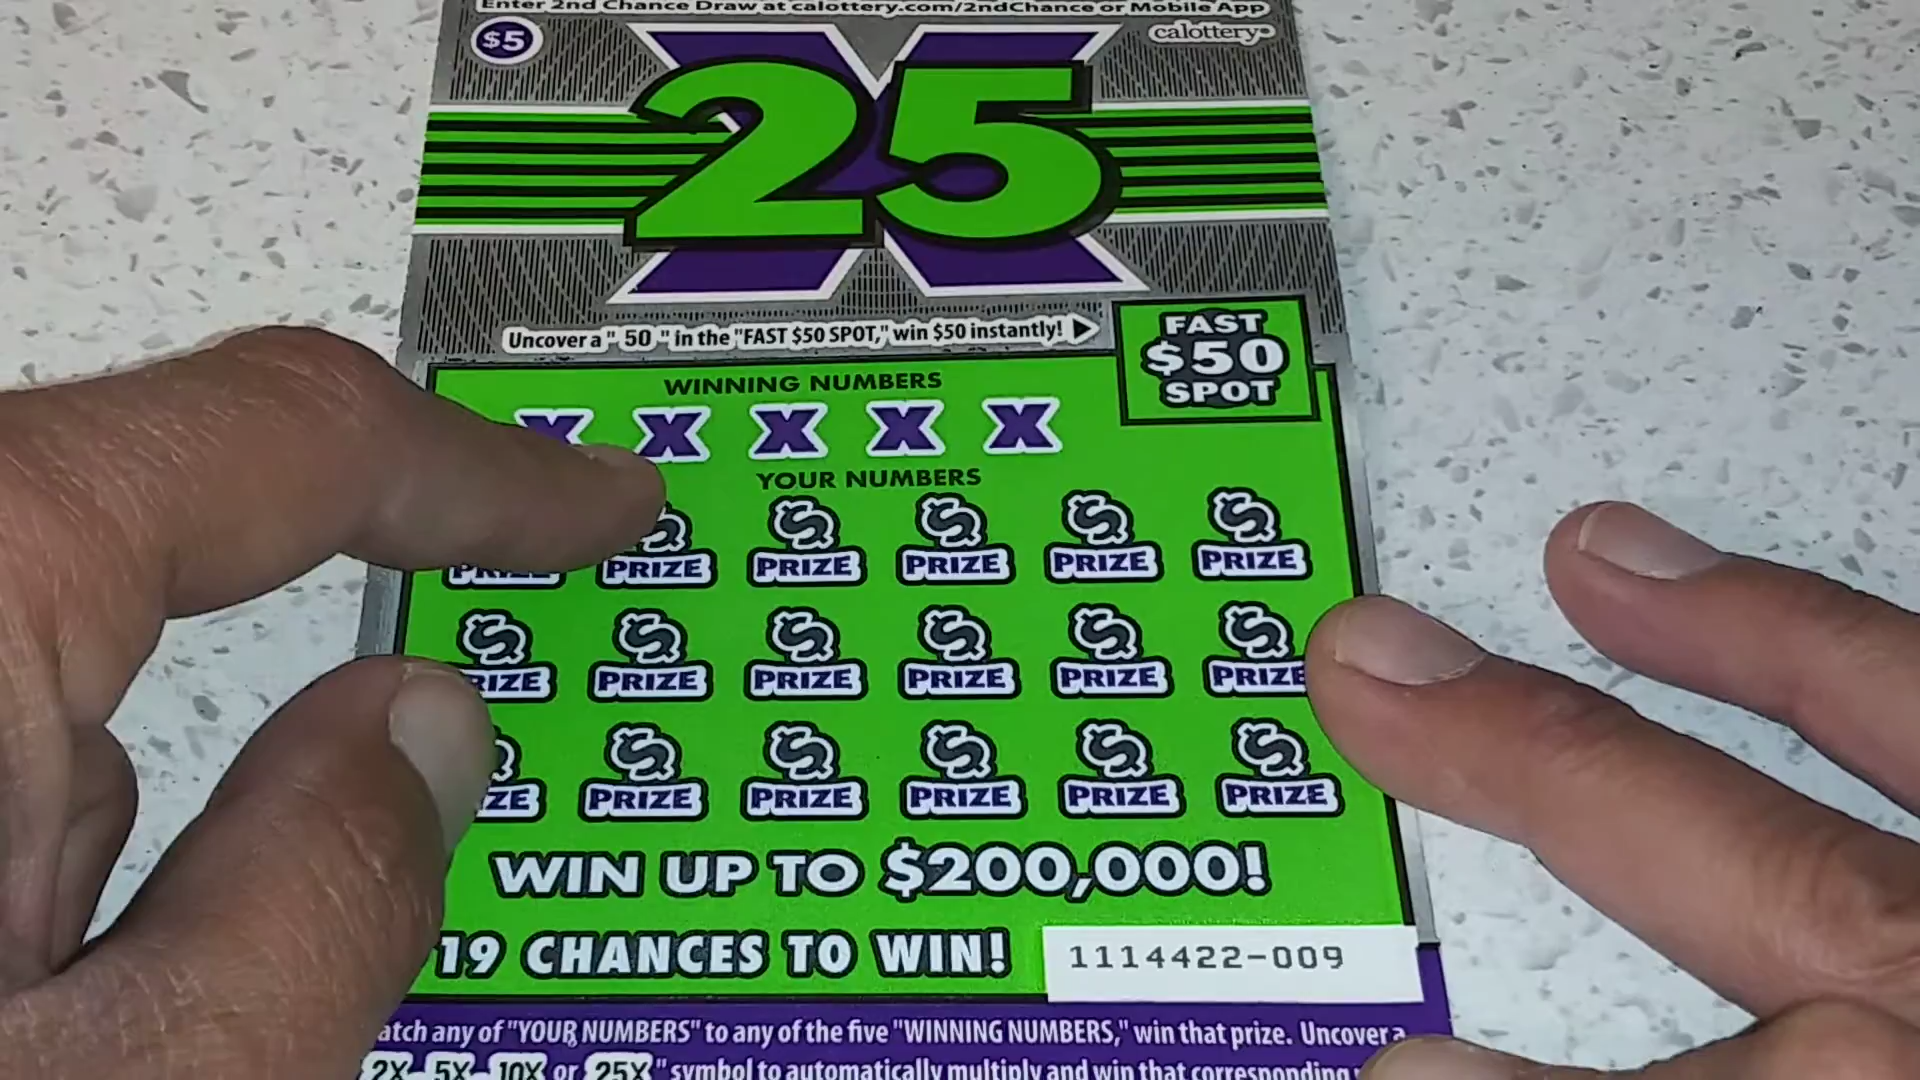 Enter 2nd Chance Draw at calottery.com/2ndChance or Mobile App
$5
calottery
25X
Uncover a "50" in the "FAST $50 SPOT," win $50 instantly!
FAST
$50
SPOT
WINNING NUMBERS
X X X X X
YOUR NUMBERS
PRIZE PRIZE PRIZE PRIZE PRIZE PRIZE
PRIZE PRIZE PRIZE PRIZE PRIZE
PRIZE PRIZE PRIZE PRIZE PRIZE
WIN UP TO $200,000!
19 CHANCES TO WIN!
1114422-009
any of "YOUR NUMBERS" to any of the five "WINNING NUMBERS," win that prize. Uncover a
2X 5X 10X or 25X" symbol to automatically multiply and win that corresponding